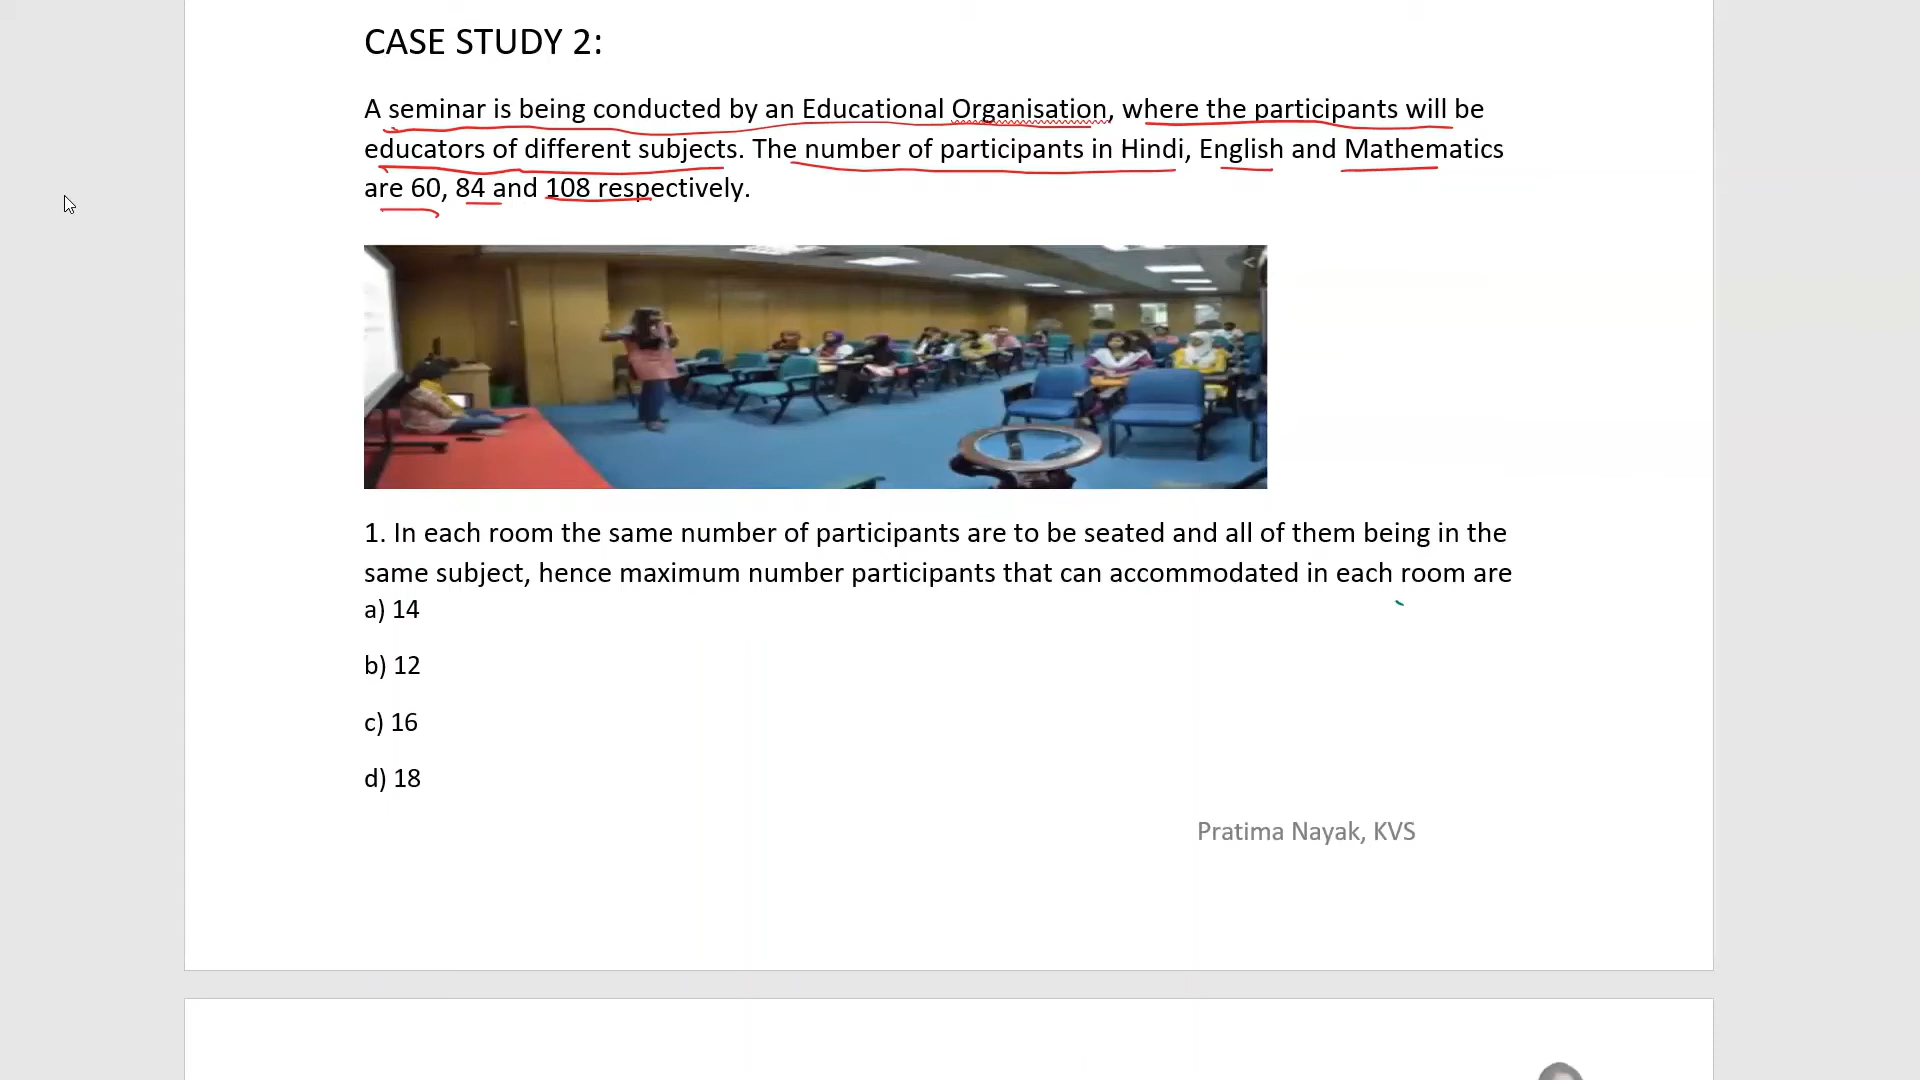 CASE STUDY 2:
A seminar is being conducted by an Educational Organisation, where the participants will be
educators of different subjects. The number of participants in Hindi, English and Mathematics
are 60, 84 and 108 respectively.
1. In each room the same number of participants are to be seated and all of them being in the
same subject, hence maximum number participants that can accommodated in each room are
a) 14
b) 12
c) 16
d) 18
Pratima Nayak, KVS